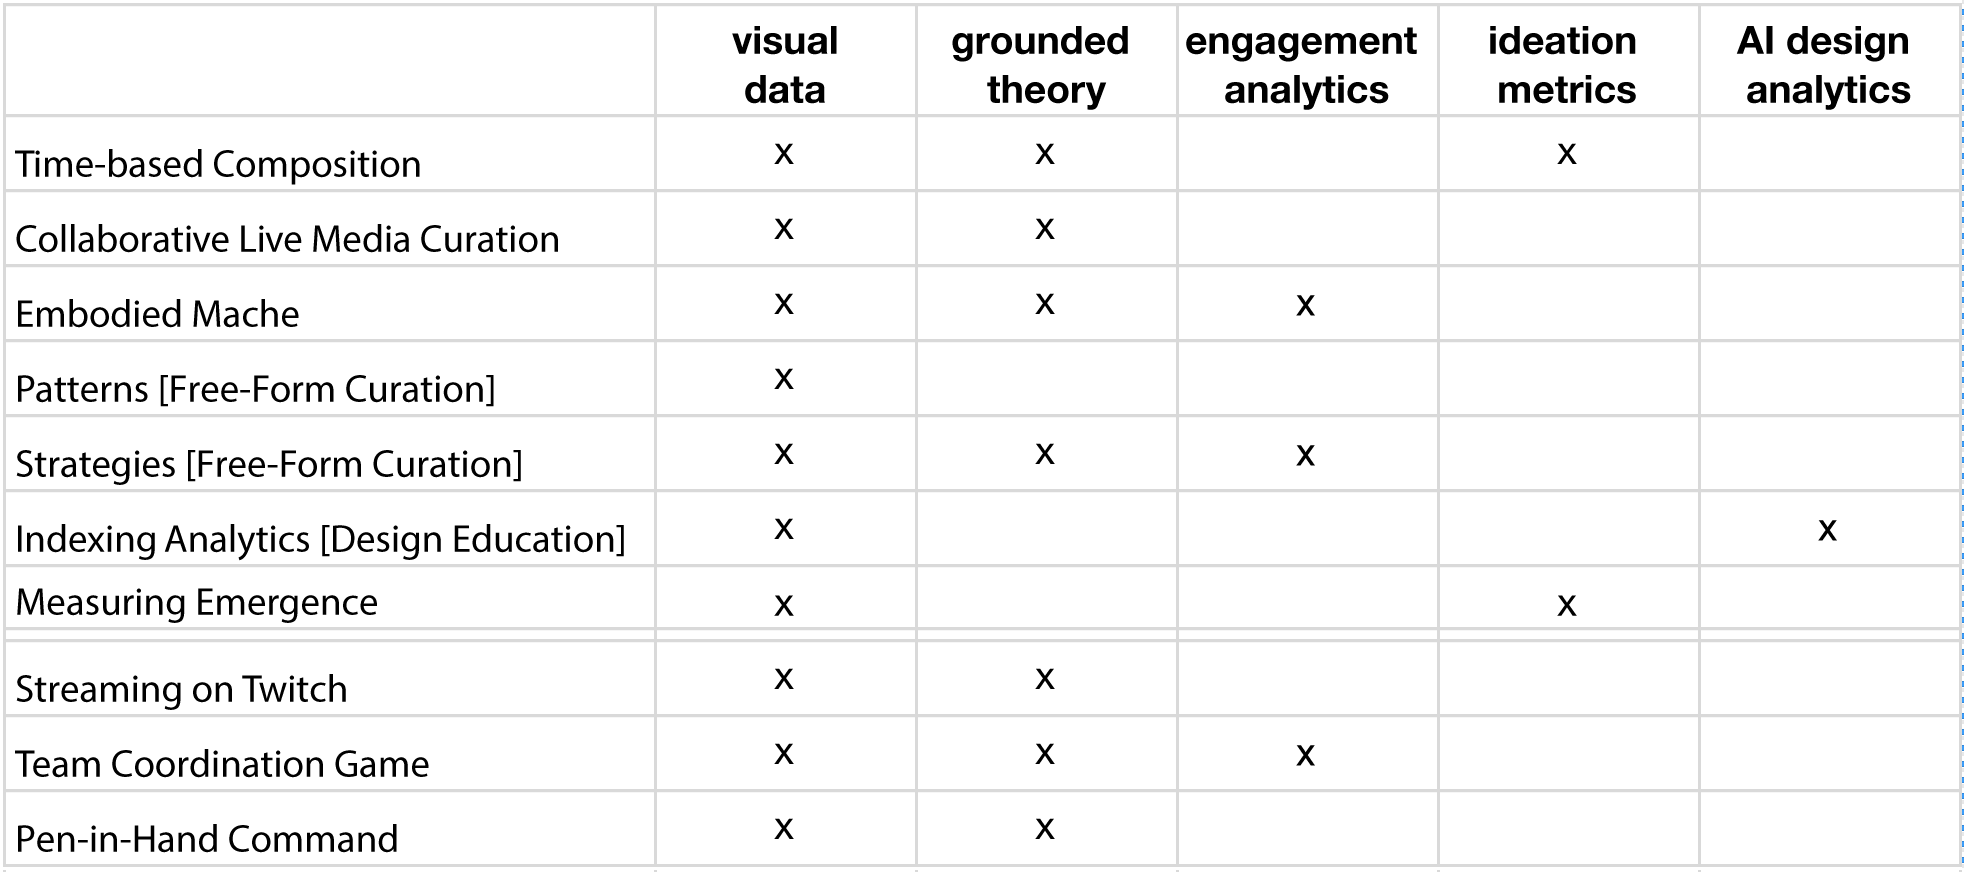 visual data grounded theory engagement analytics ideation metrics AI design analytics
Time-based Composition x x x
Collaborative Live Media Curation x x
Embodied Mache x x x
Patterns [Free-Form Curation] x
Strategies [Free-Form Curation] x x x
Indexing Analytics [Design Education] x x
Measuring Emergence x x
Streaming on Twitch x x
Team Coordination Game x x x
Pen-in-Hand Command x x